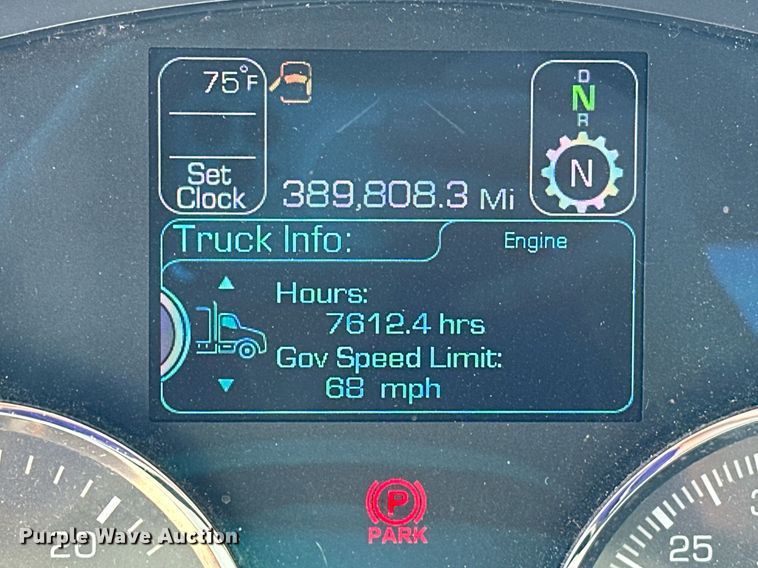 75°F
Set
Clock
389,808.3 Mi
D
N
R
N
Truck Info:
Engine
Hours:
7612.4 hrs
Gov Speed Limit:
68 mph
P
PARK
20
25
Purple Wave Auction